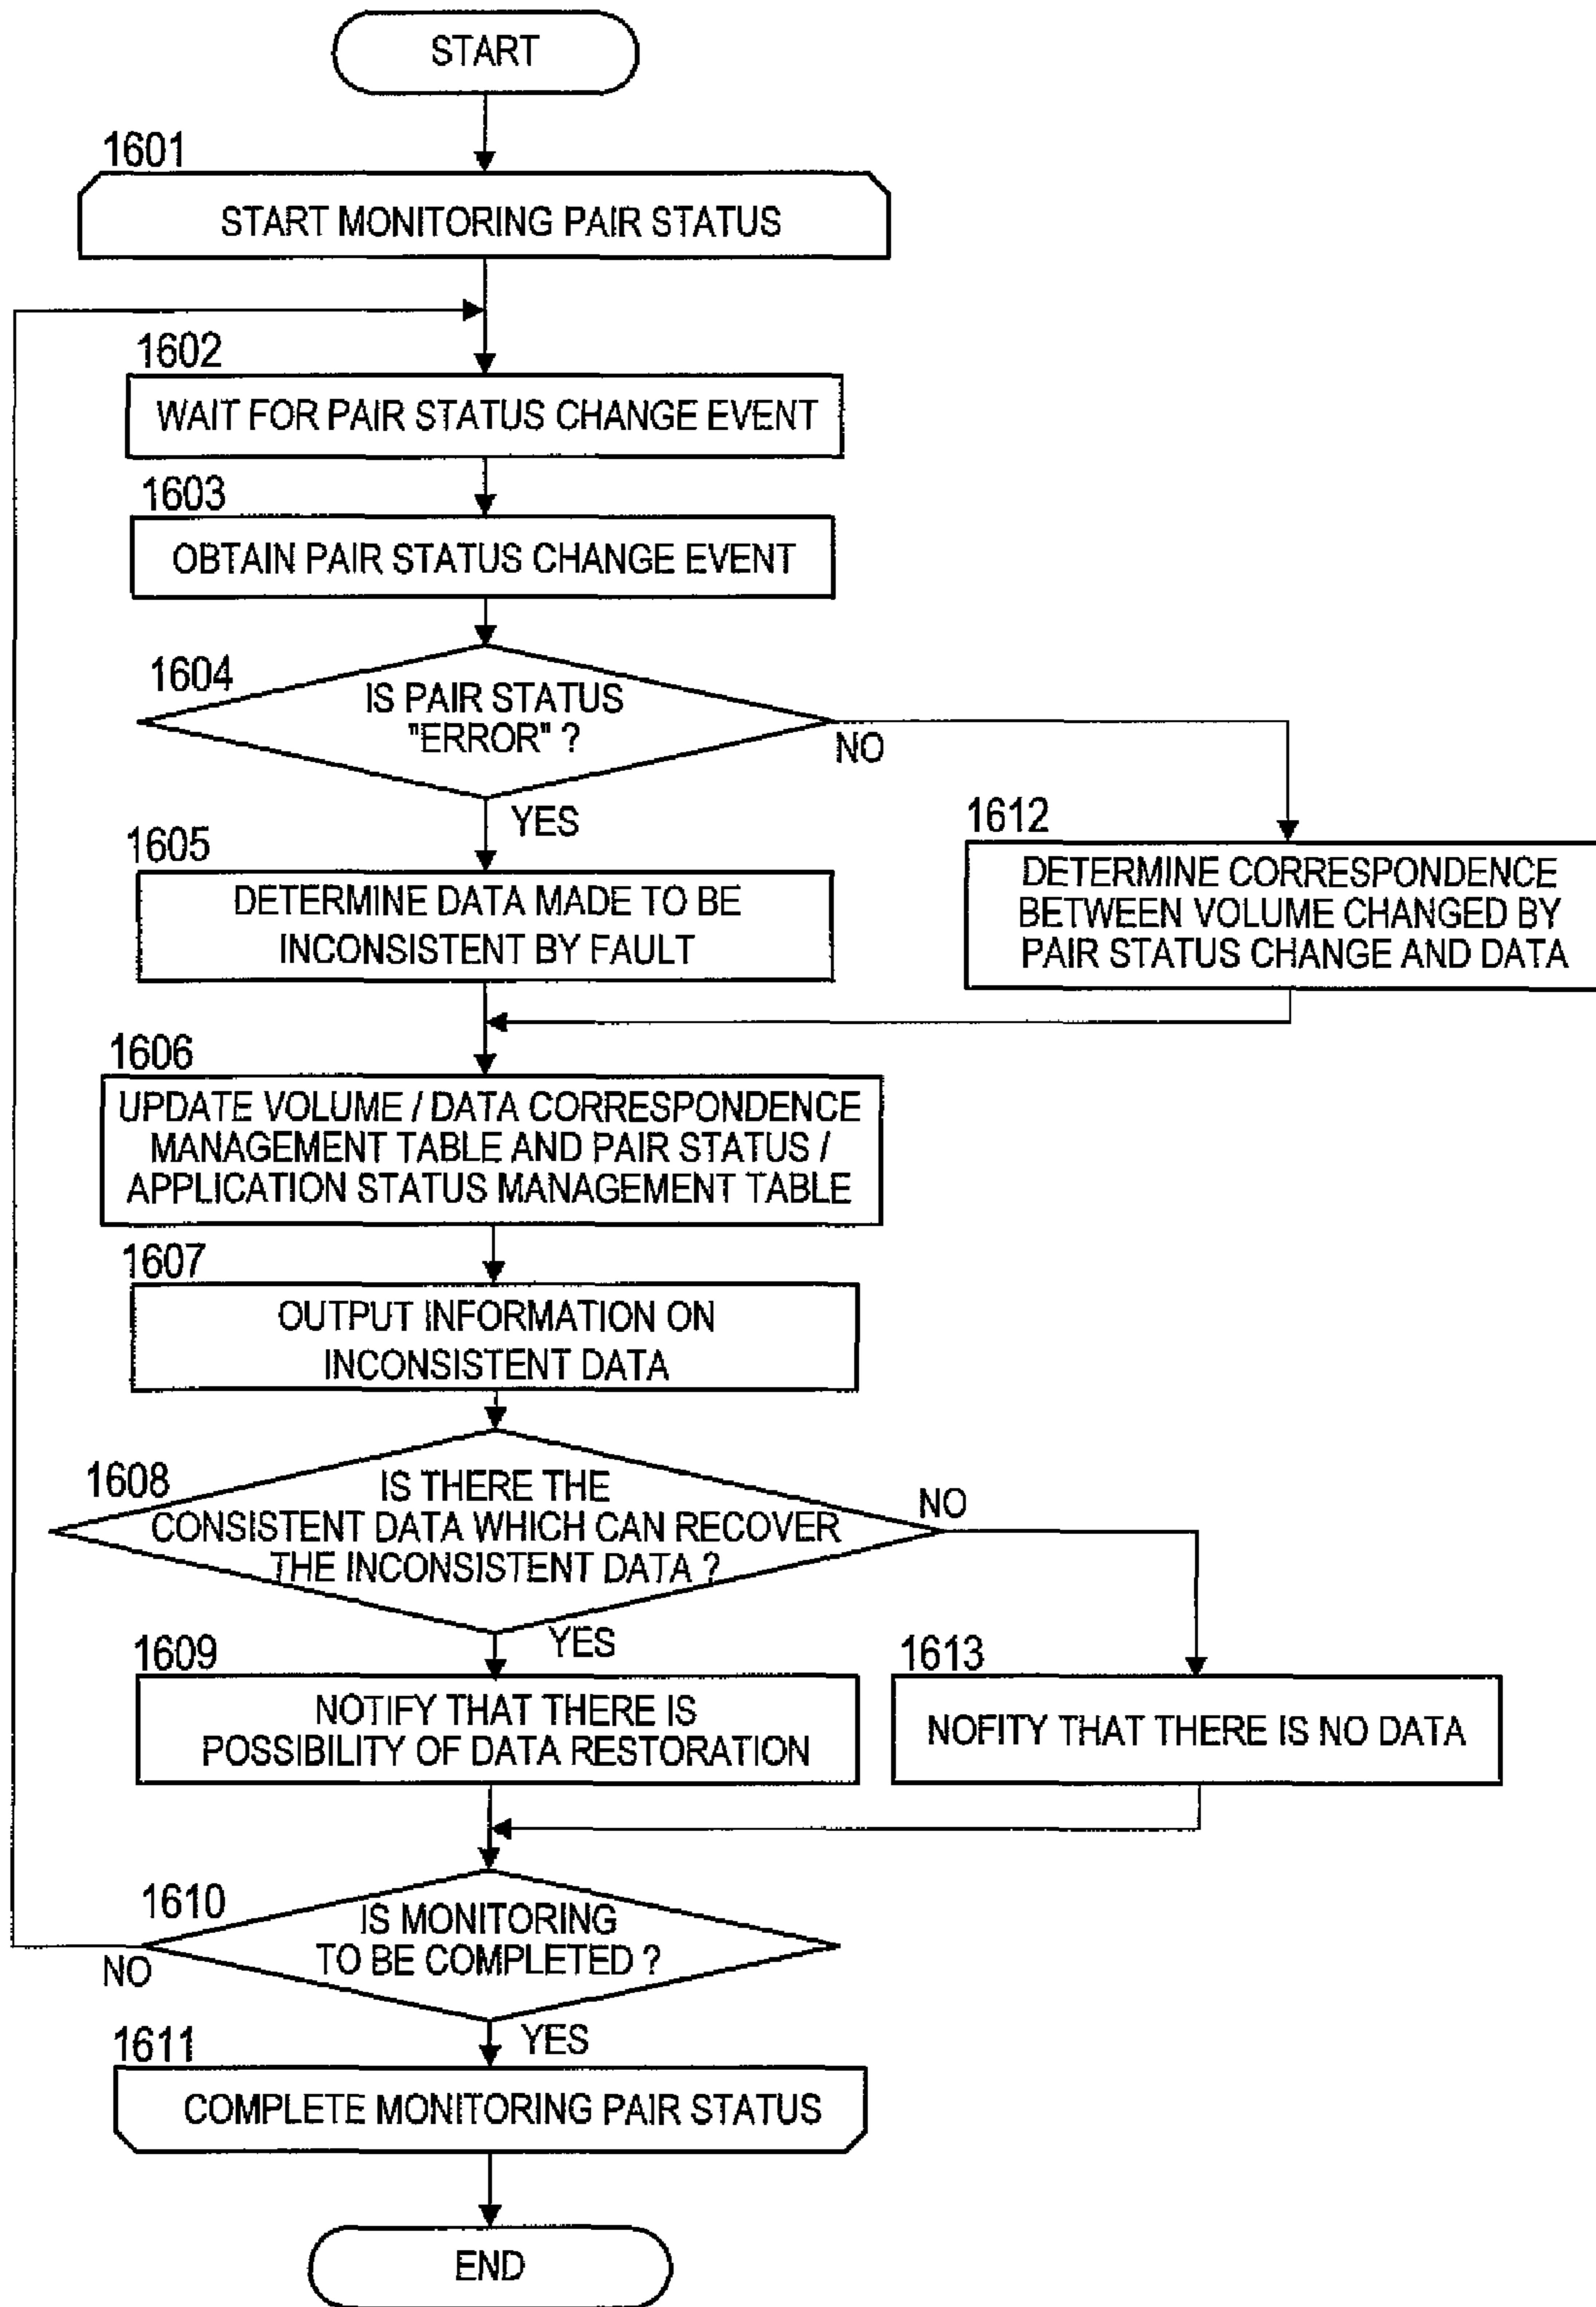 START
1601
START MONITORING PAIR STATUS
1602
WAIT FOR PAIR STATUS CHANGE EVENT
1603
OBTAIN PAIR STATUS CHANGE EVENT
1604
IS PAIR STATUS
"ERROR" ?
NO
YES
1605
DETERMINE DATA MADE TO BE
INCONSISTENT BY FAULT
1612
DETERMINE CORRESPONDENCE
BETWEEN VOLUME CHANGED BY
PAIR STATUS CHANGE AND DATA
1606
UPDATE VOLUME / DATA CORRESPONDENCE
MANAGEMENT TABLE AND PAIR STATUS /
APPLICATION STATUS MANAGEMENT TABLE
1607
OUTPUT INFORMATION ON
INCONSISTENT DATA
1608
IS THERE THE
CONSISTENT DATA WHICH CAN RECOVER
THE INCONSISTENT DATA ?
NO
YES
1609
NOTIFY THAT THERE IS
POSSIBILITY OF DATA RESTORATION
1613
NOFITY THAT THERE IS NO DATA
1610
IS MONITORING
TO BE COMPLETED ?
NO
YES
1611
COMPLETE MONITORING PAIR STATUS
END